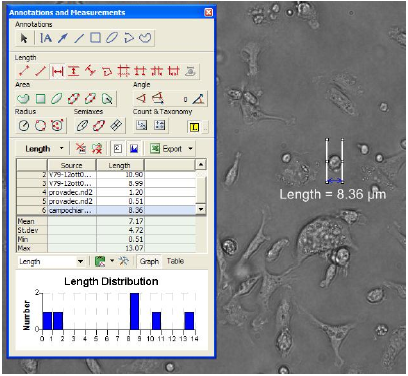 Annotations and Measurements
Annotations
A
Length
Area
Angle
Radius
Semiaxes
Count & Taxonomy
Length
Export
Source Length
2 V79-12ott0... 10.90
3 V79-12ott0... 8.99
4 provadec.nd2 1.20
5 provadec.nd2 0.51
6 campochiar... 8.36
Mean 7.17
St.dev 4.72
Min 0.51
Max 13.07
Length
Graph
Table
Length Distribution
Number
2
0
0 1 2 3 4 5 6 7 8 9 10 11 12 13 14
Length = 8.36 µm